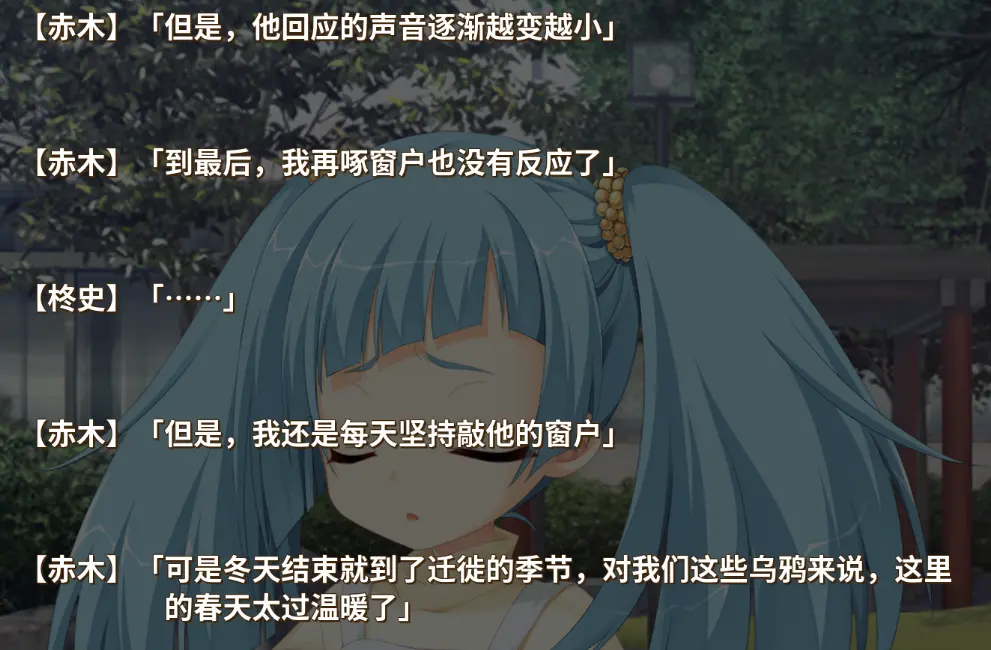 【赤木】「但是，他回应的声音逐渐越变越小」
【赤木】「到最后，我再啄窗户也没有反应了」
【柊史】「……」
【赤木】「但是，我还是每天坚持敲他的窗户」
【赤木】「可是冬天结束就到了迁徙的季节，对我们这些乌鸦来说，这里
的春天太过温暖了」